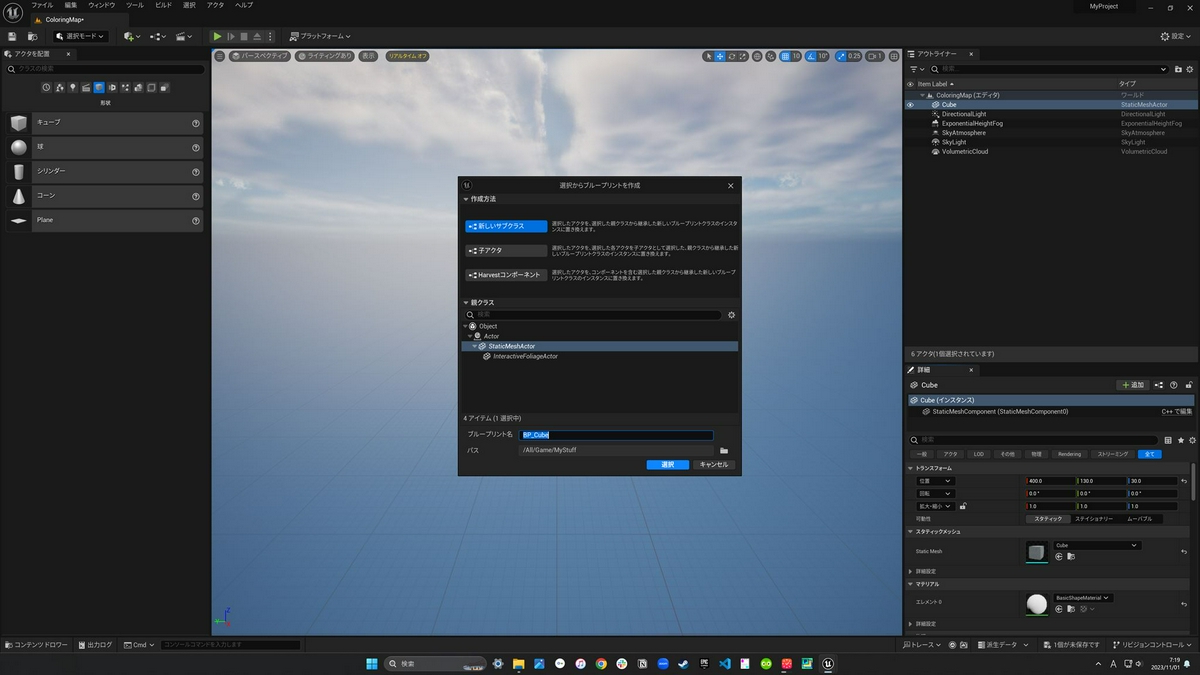 ファイル 編集 ウィンドウ ツール ビルド 選択 アクタ ヘルプ
MyProject
ColoringMap•
選択モード
プラットフォーム
設定
アクタを配置
クラスの検索
形状
キューブ
球
シリンダー
コーン
Plane
パースペクティブ ライティングあり 表示 リアルタイム オフ
10 10° 0.25 1
アウトライナー
検索
Item Label タイプ
ColoringMap (エディタ) ワールド
Cube StaticMeshActor
DirectionalLight DirectionalLight
ExponentialHeightFog ExponentialHeightFog
SkyAtmosphere SkyAtmosphere
SkyLight SkyLight
VolumetricCloud VolumetricCloud
6 アクタ(1個選択されています)
選択からブループリントを作成
作成方法
新しいサブクラス
選択したアクタを、選択した親クラスから継承した新しいブループリントクラスのインスタンスに置き換えます。
子アクタ
選択したアクタを、選択した各アクタを子アクタとして選択した、親クラスから継承した新しいブループリントクラスのインスタンスに置き換えます。
Harvestコンポーネント
選択したアクタを、コンポーネントを含む選択した親クラスから継承した新しいブループリントクラスのインスタンスに置き換えます。
親クラス
検索
Object
Actor
StaticMeshActor
InteractiveFoliageActor
4 アイテム (1 選択中)
ブループリント名 BP_Cube
パス /All/Game/MyStuff
選択 キャンセル
詳細
Cube
追加
Cube (インスタンス)
StaticMeshComponent (StaticMeshComponent0) C++ で編集
検索
一般 アクタ LOD その他 物理 Rendering ストリーミング 全て
トランスフォーム
位置 400.0 130.0 30.0
回転 0.0° 0.0° 0.0°
拡大・縮小 1.0 1.0 1.0
可動性 スタティック ステイショナリー ムーバブル
スタティックメッシュ
Static Mesh Cube
詳細設定
マテリアル
エレメント 0 BasicShapeMaterial
詳細設定
コンテンツドロワー 出力ログ Cmd コンソールコマンドを入力します
トレース 派生データ 1個が未保存です リビジョンコントロール
検索
A
7:19
2023/11/01